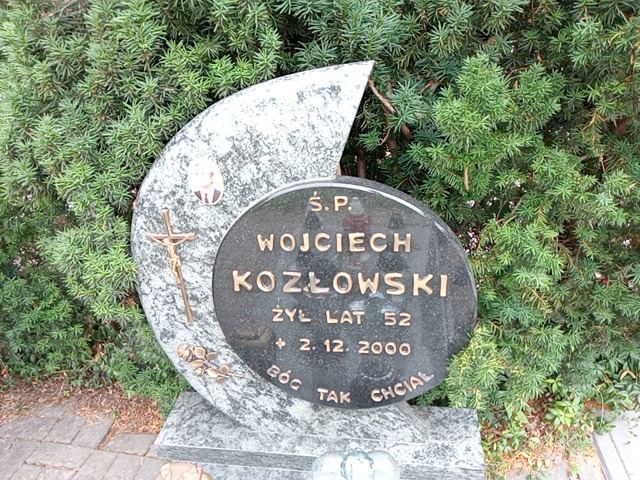 Ś.P.
WOJCIECH
KOZŁOWSKI
ŻYŁ LAT 52
+ 2.12.2000
BÓG TAK CHCIAŁ